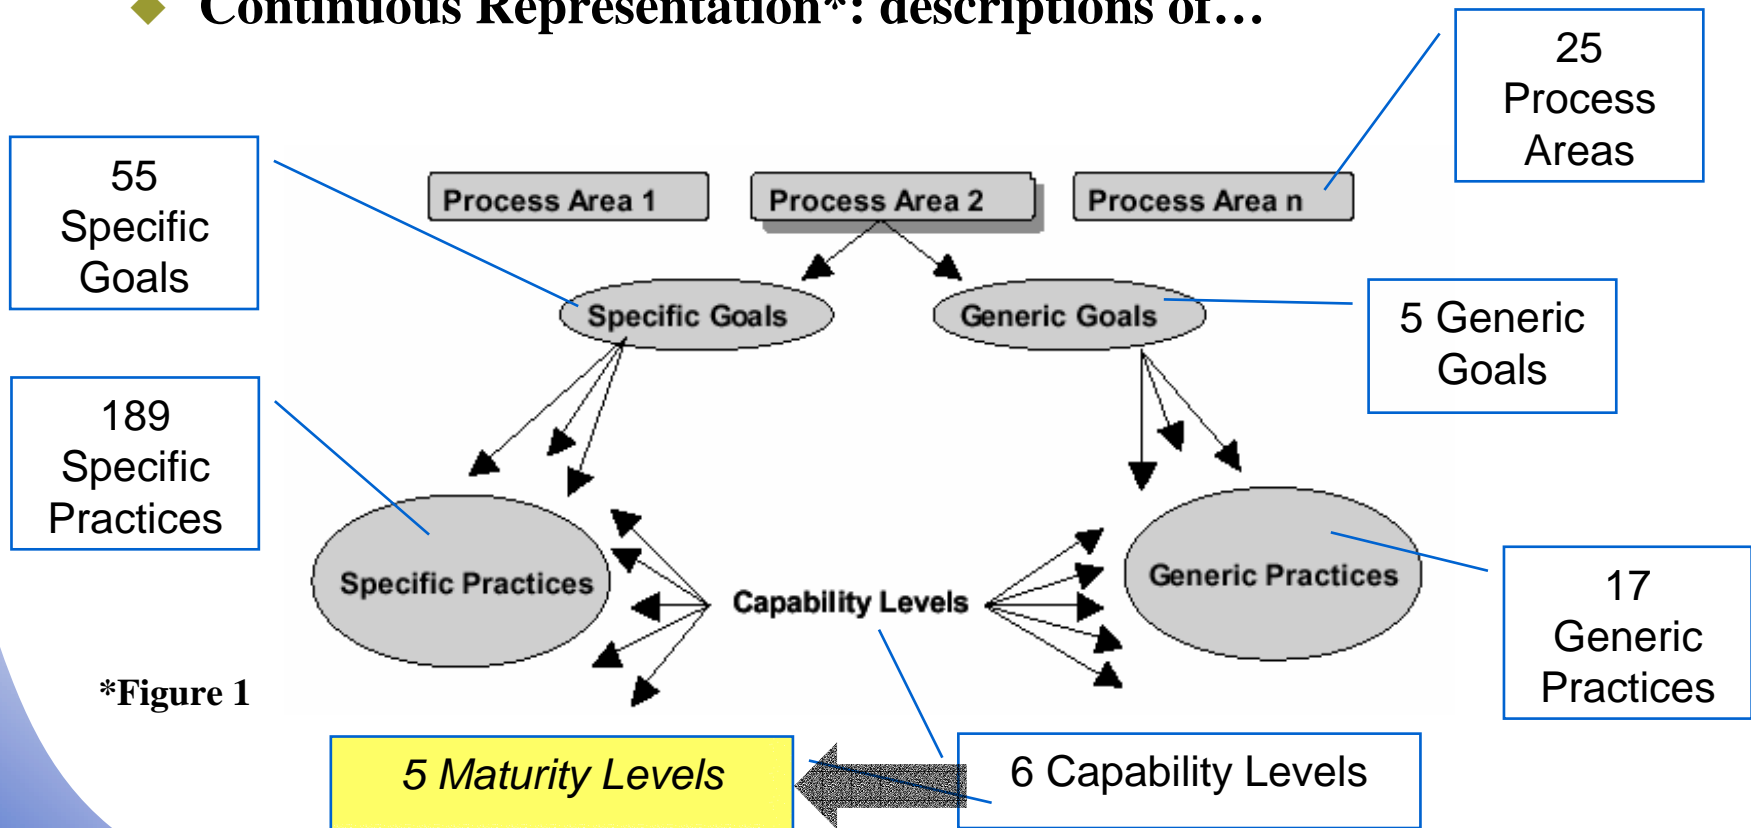 Continuous Representation*: descriptions of…
25
Process
Areas
55
Specific
Goals
Process Area 1
Process Area 2
Process Area n
Specific Goals
Generic Goals
5 Generic
Goals
189
Specific
Practices
Specific Practices
Capability Levels
Generic Practices
17
Generic
Practices
*Figure 1
5 Maturity Levels
6 Capability Levels